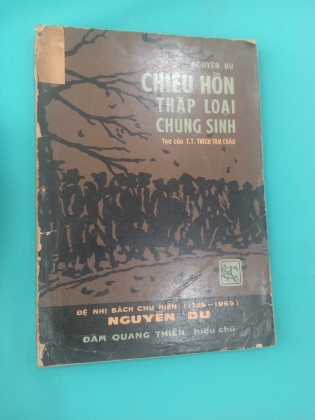 NGUYỄN DU
CHIÊU HỒN
THẬP LOẠI
CHÚNG SINH
Tựa của T.T. THÍCH TÂM CHÂU
ĐỆ NHỊ BÁCH CHU NIÊN (1765-1965)
NGUYỄN DU
ĐÀM QUANG THIỆN, hiệu chú